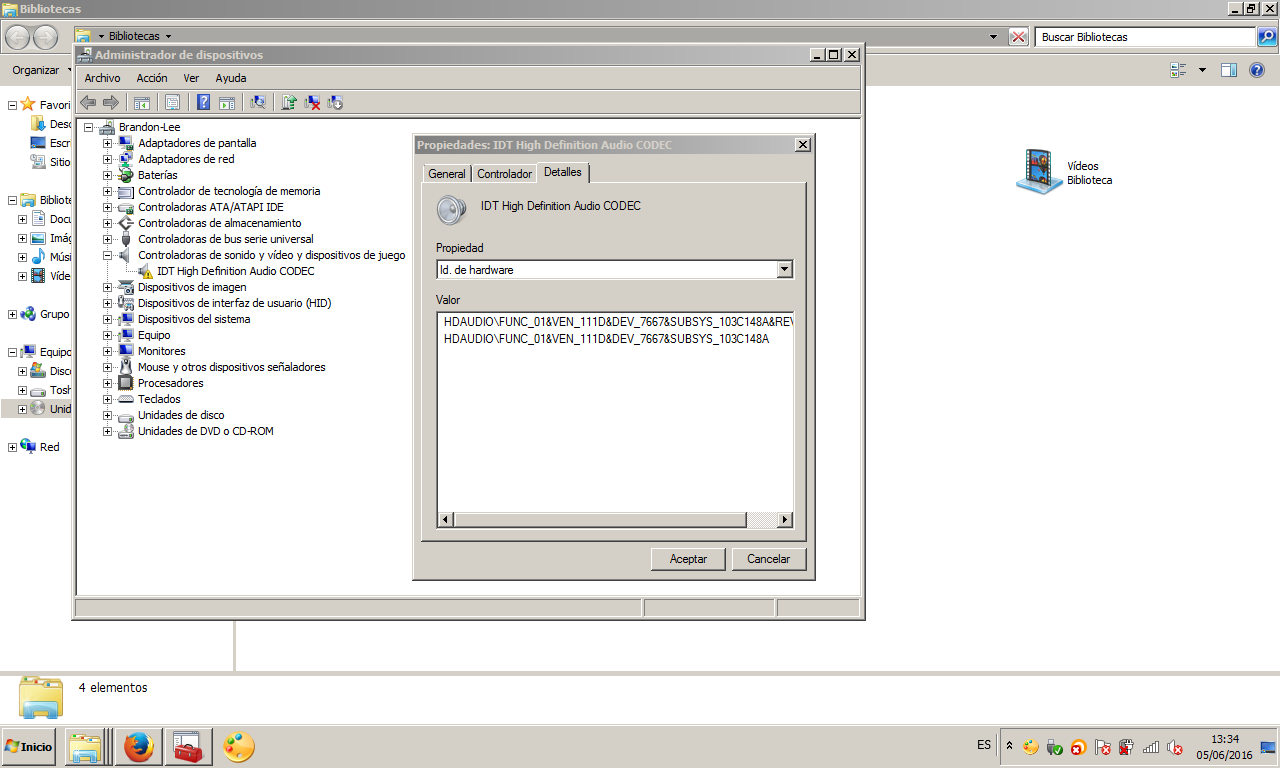 Bibliotecas
Bibliotecas
Buscar Bibliotecas
Organizar
Favori
Desc
Escr
Sitio
Bibliote
Docu
Imág
Músi
Víde
Grupo
Equipo
Disco
Tosh
Unid
Red
Administrador de dispositivos
Archivo Acción Ver Ayuda
Brandon-Lee
Adaptadores de pantalla
Adaptadores de red
Baterías
Controlador de tecnología de memoria
Controladoras ATA/ATAPI IDE
Controladoras de almacenamiento
Controladoras de bus serie universal
Controladoras de sonido y vídeo y dispositivos de juego
IDT High Definition Audio CODEC
Dispositivos de imagen
Dispositivos de interfaz de usuario (HID)
Dispositivos del sistema
Equipo
Monitores
Mouse y otros dispositivos señaladores
Procesadores
Teclados
Unidades de disco
Unidades de DVD o CD-ROM
Propiedades: IDT High Definition Audio CODEC
General Controlador Detalles
IDT High Definition Audio CODEC
Propiedad
Id. de hardware
Valor
HDAUDIO\FUNC_01&VEN_111D&DEV_7667&SUBSYS_103C148A&REV
HDAUDIO\FUNC_01&VEN_111D&DEV_7667&SUBSYS_103C148A
Aceptar Cancelar
Vídeos
Biblioteca
4 elementos
Inicio
ES
13:34
05/06/2016